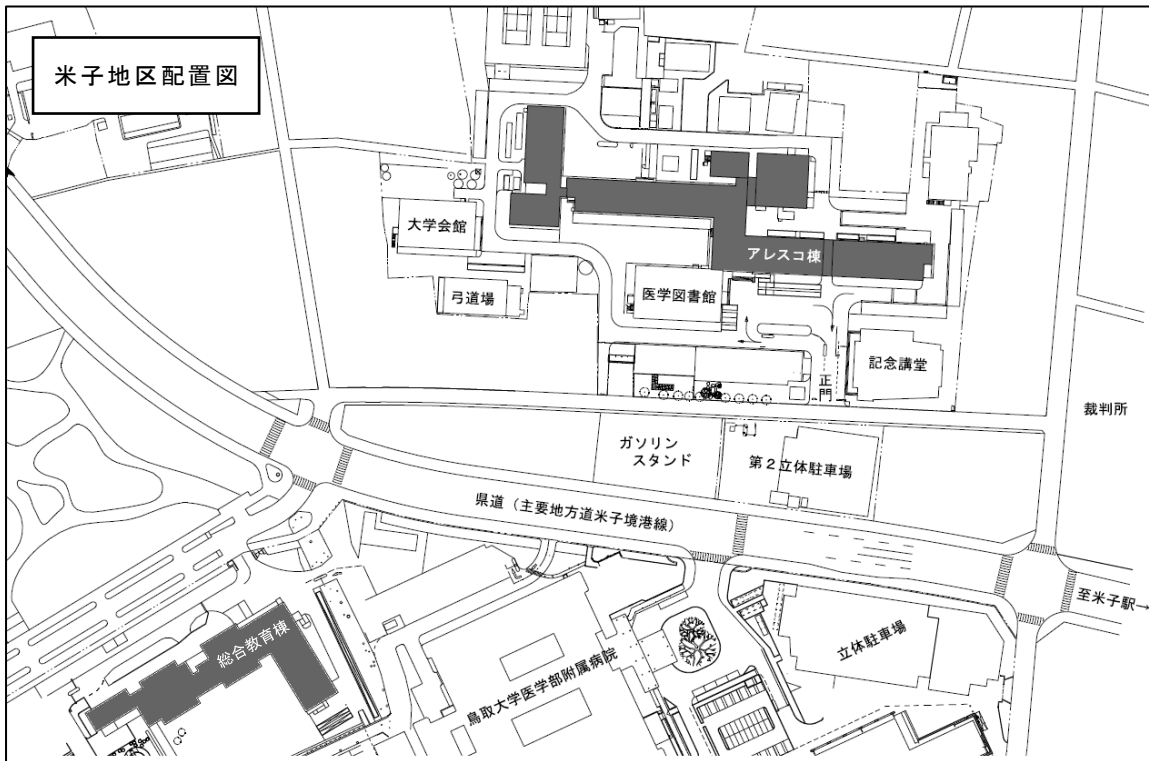 米子地区配置図
大学会館
弓道場
アレスコ棟
医学図書館
記念講堂
正門
裁判所
ガソリン
スタンド
第2立体駐車場
県道（主要地方道米子境港線）
至米子駅→
立体駐車場
鳥取大学医学部附属病院
総合教育棟